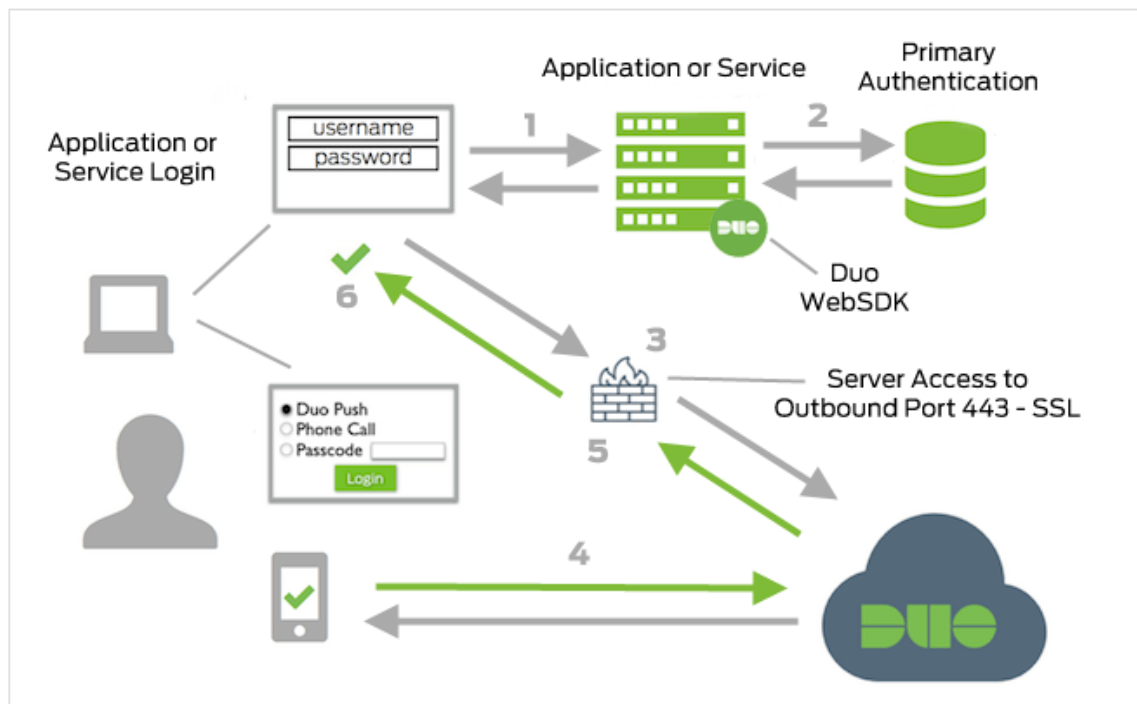 Application or Service
Primary
Authentication
Application or
Service Login
username
password
1
2
DUO
Duo
WebSDK
6
3
Server Access to
Outbound Port 443 - SSL
5
Duo Push
Phone Call
Passcode
Login
4
DUO